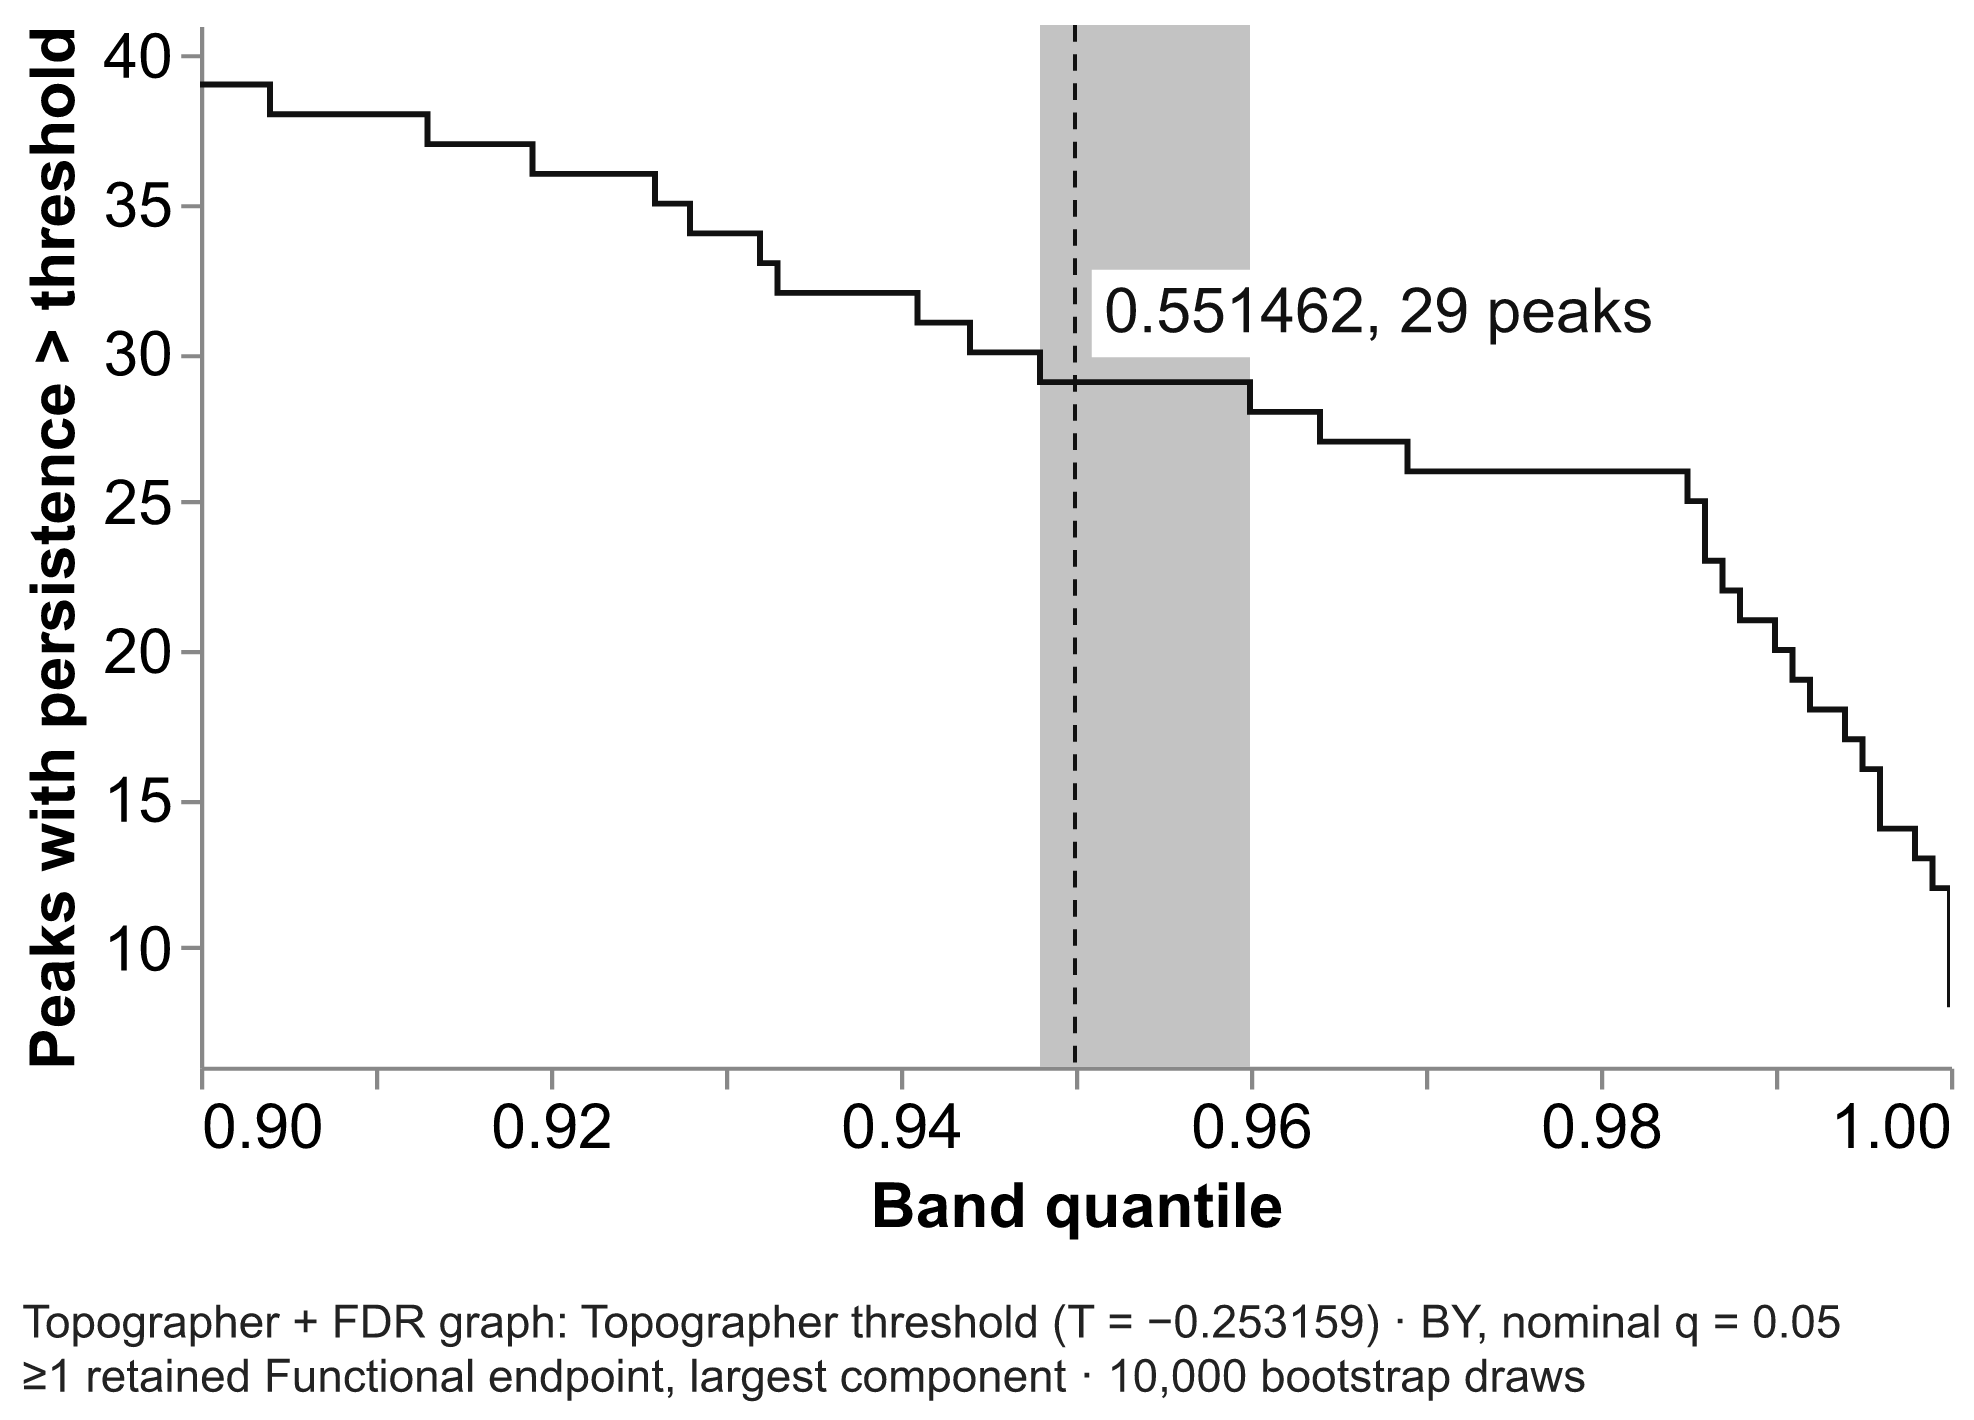 Peaks with persistence > threshold
40
35
30
25
20
15
10
0.551462, 29 peaks
0.90
0.92
0.94
0.96
0.98
1.00
Band quantile
Topographer + FDR graph: Topographer threshold (T = −0.253159) · BY, nominal q = 0.05
≥1 retained Functional endpoint, largest component · 10,000 bootstrap draws